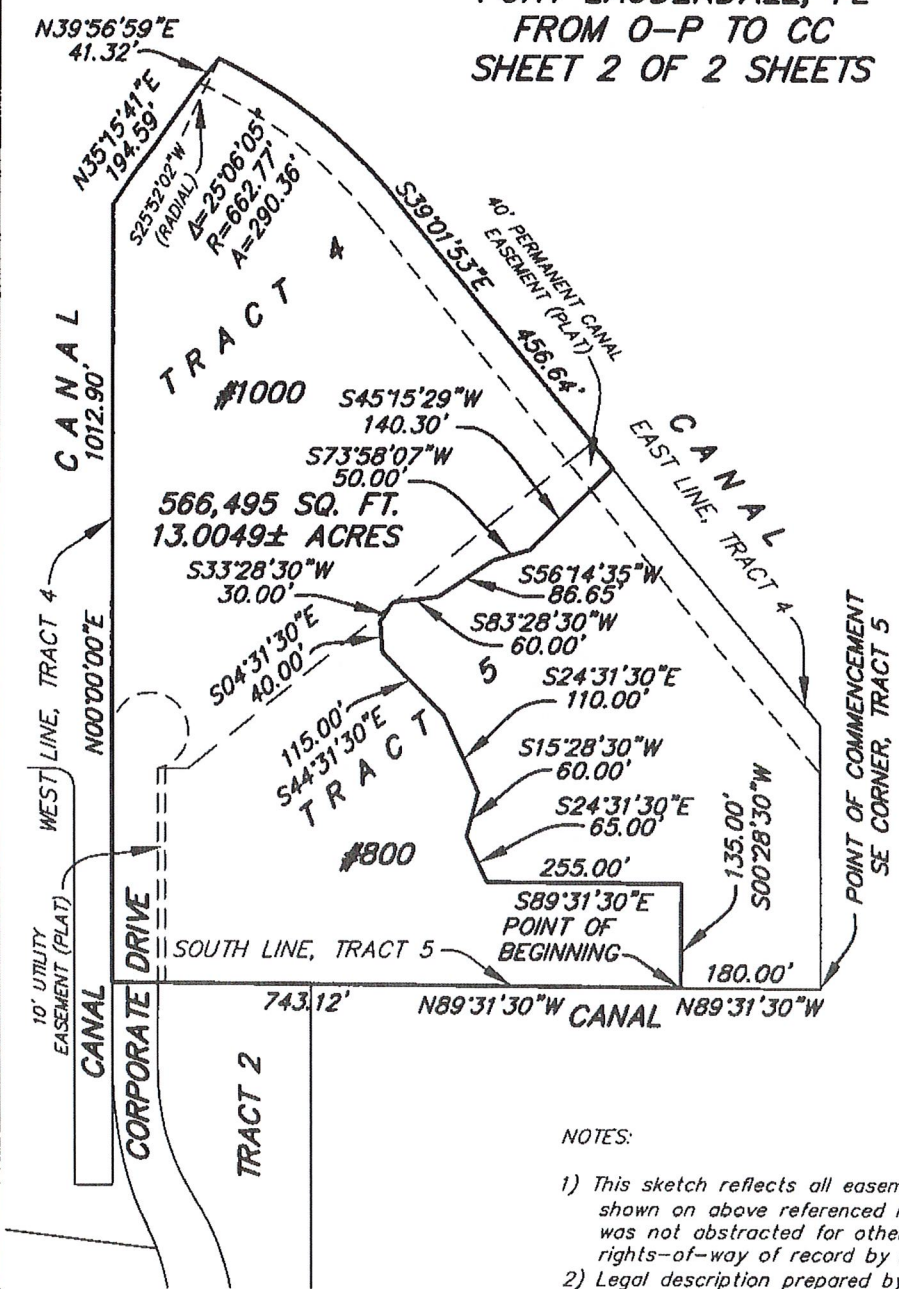 FORT LAUDERDALE, FL
FROM O-P TO CC
SHEET 2 OF 2 SHEETS
N39°56'59"E
41.32'
N35°15'41"E
194.59'
S25°52'02"W
(RADIAL)
Δ=25°06'05"
R=662.77'
A=290.36'
S39°01'53"E
456.64'
40' PERMANENT CANAL
EASEMENT (PLAT)
TRACT 4
#1000
CANAL
1012.90'
S45°15'29"W
140.30'
S73°58'07"W
50.00'
CANAL
EAST LINE, TRACT 4
566,495 SQ. FT.
13.0049± ACRES
S33°28'30"W
30.00'
S56°14'35"W
86.65'
S83°28'30"W
60.00'
S04°31'30"E
40.00'
WEST LINE, TRACT 4
N00°00'00"E
115.00'
S44°31'30"E
TRACT 5
S24°31'30"E
110.00'
S15°28'30"W
60.00'
S24°31'30"E
65.00'
#800
255.00'
S89°31'30"E
135.00'
S00°28'30"W
POINT OF COMMENCEMENT
SE CORNER, TRACT 5
POINT OF
BEGINNING
SOUTH LINE, TRACT 5
180.00'
10' UTILITY
EASEMENT (PLAT)
743.12'
N89°31'30"W
CANAL
N89°31'30"W
CANAL
CORPORATE DRIVE
TRACT 2
NOTES:
1) This sketch reflects all easem
shown on above referenced
was not abstracted for othe
rights-of-way of record by
2) Legal description prepared by